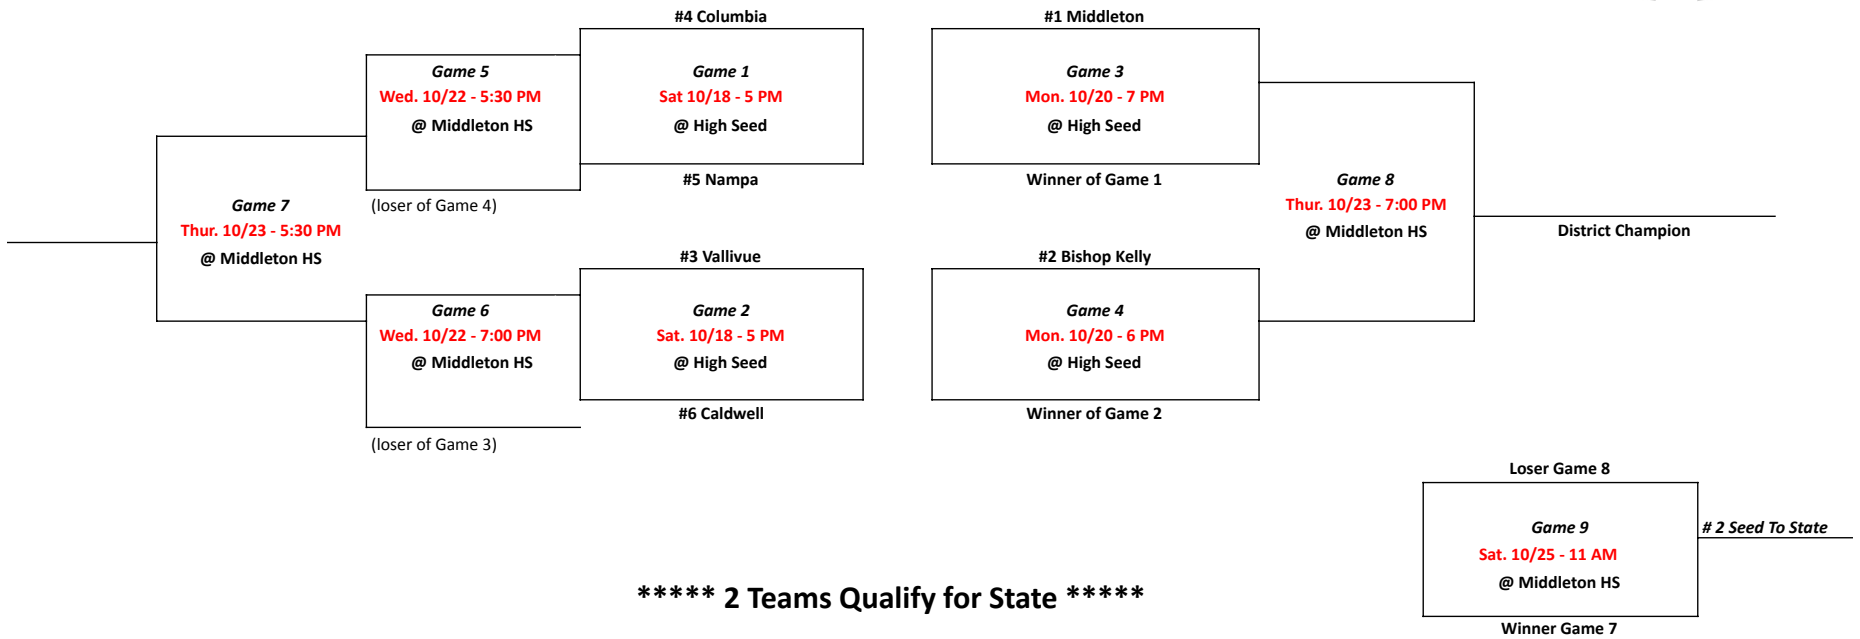 #4 Columbia
#1 Middleton
Game 5
Wed. 10/22 - 5:30 PM
@ Middleton HS
Game 1
Sat 10/18 - 5 PM
@ High Seed
Game 3
Mon. 10/20 - 7 PM
@ High Seed
#5 Nampa
Winner of Game 1
(loser of Game 4)
Game 7
Thur. 10/23 - 5:30 PM
@ Middleton HS
Game 8
Thur. 10/23 - 7:00 PM
@ Middleton HS
District Champion
#3 Vallivue
#2 Bishop Kelly
Game 6
Wed. 10/22 - 7:00 PM
@ Middleton HS
Game 2
Sat. 10/18 - 5 PM
@ High Seed
Game 4
Mon. 10/20 - 6 PM
@ High Seed
#6 Caldwell
Winner of Game 2
(loser of Game 3)
Loser Game 8
Game 9
Sat. 10/25 - 11 AM
@ Middleton HS
# 2 Seed To State
***** 2 Teams Qualify for State *****
Winner Game 7